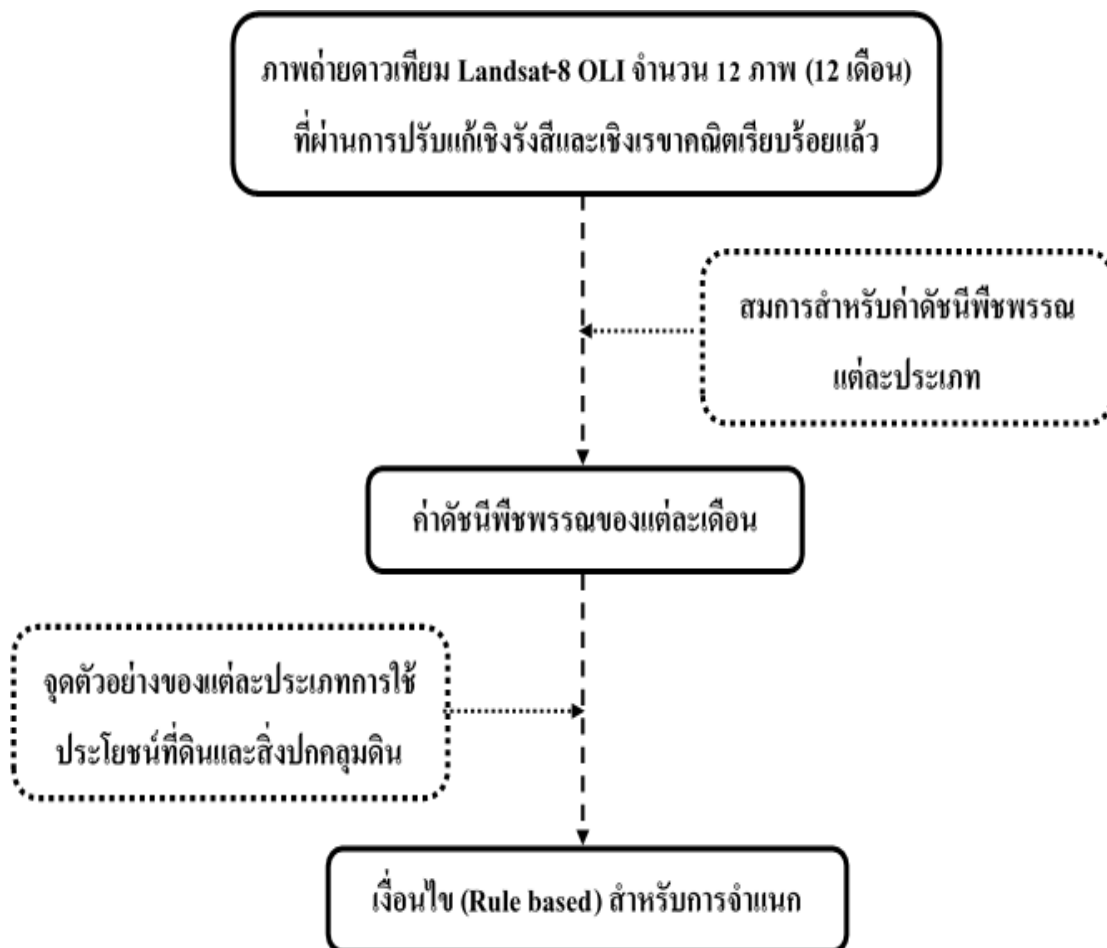 ภาพถ่ายดาวเทียม Landsat-8 OLI จำนวน 12 ภาพ (12 เดือน)
ที่ผ่านการปรับแก้เชิงรังสีและเชิงเรขาคณิตเรียบร้อยแล้ว
สมการสำหรับค่าดัชนีพืชพรรณ
แต่ละประเภท
ค่าดัชนีพืชพรรณของแต่ละเดือน
จุดตัวอย่างของแต่ละประเภทการใช้
ประโยชน์ที่ดินและสิ่งปกคลุมดิน
เงื่อนไข (Rule based) สำหรับการจำแนก